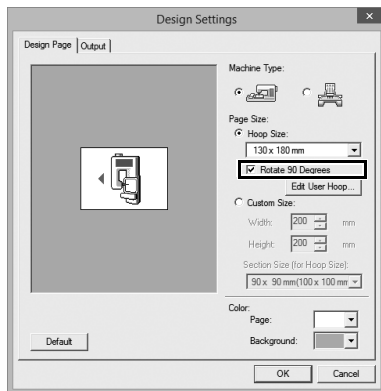 Design Settings
Design Page
Output
Machine Type:
Page Size:
Hoop Size:
130 x 180 mm
Rotate 90 Degrees
Edit User Hoop...
Custom Size:
Width: 200 mm
Height: 200 mm
Section Size (for Hoop Size):
90 x 90 mm(100 x 100 mm
Color:
Page:
Background:
Default
OK
Cancel